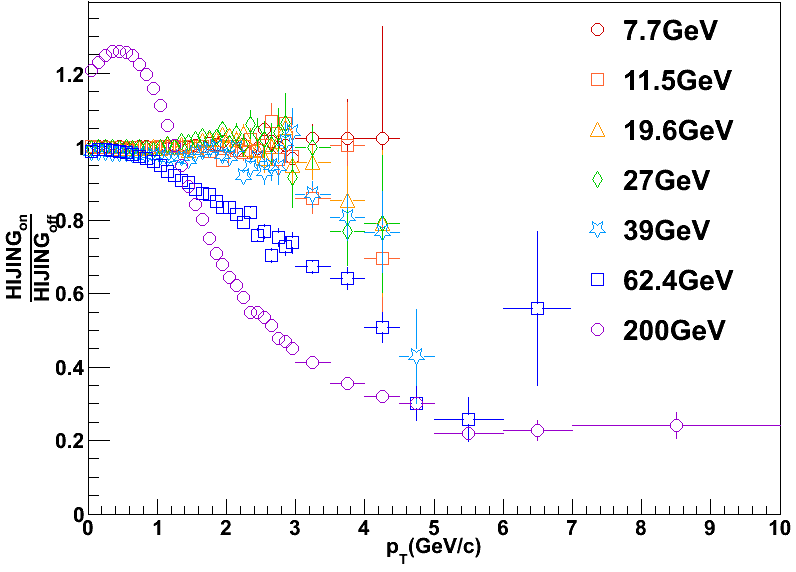 7.7GeV
11.5GeV
19.6GeV
27GeV
39GeV
62.4GeV
200GeV
HIJING_on
HIJING_off
1.2
1
0.8
0.6
0.4
0.2
0
0 1 2 3 4 5 6 7 8 9 10
p_T(GeV/c)